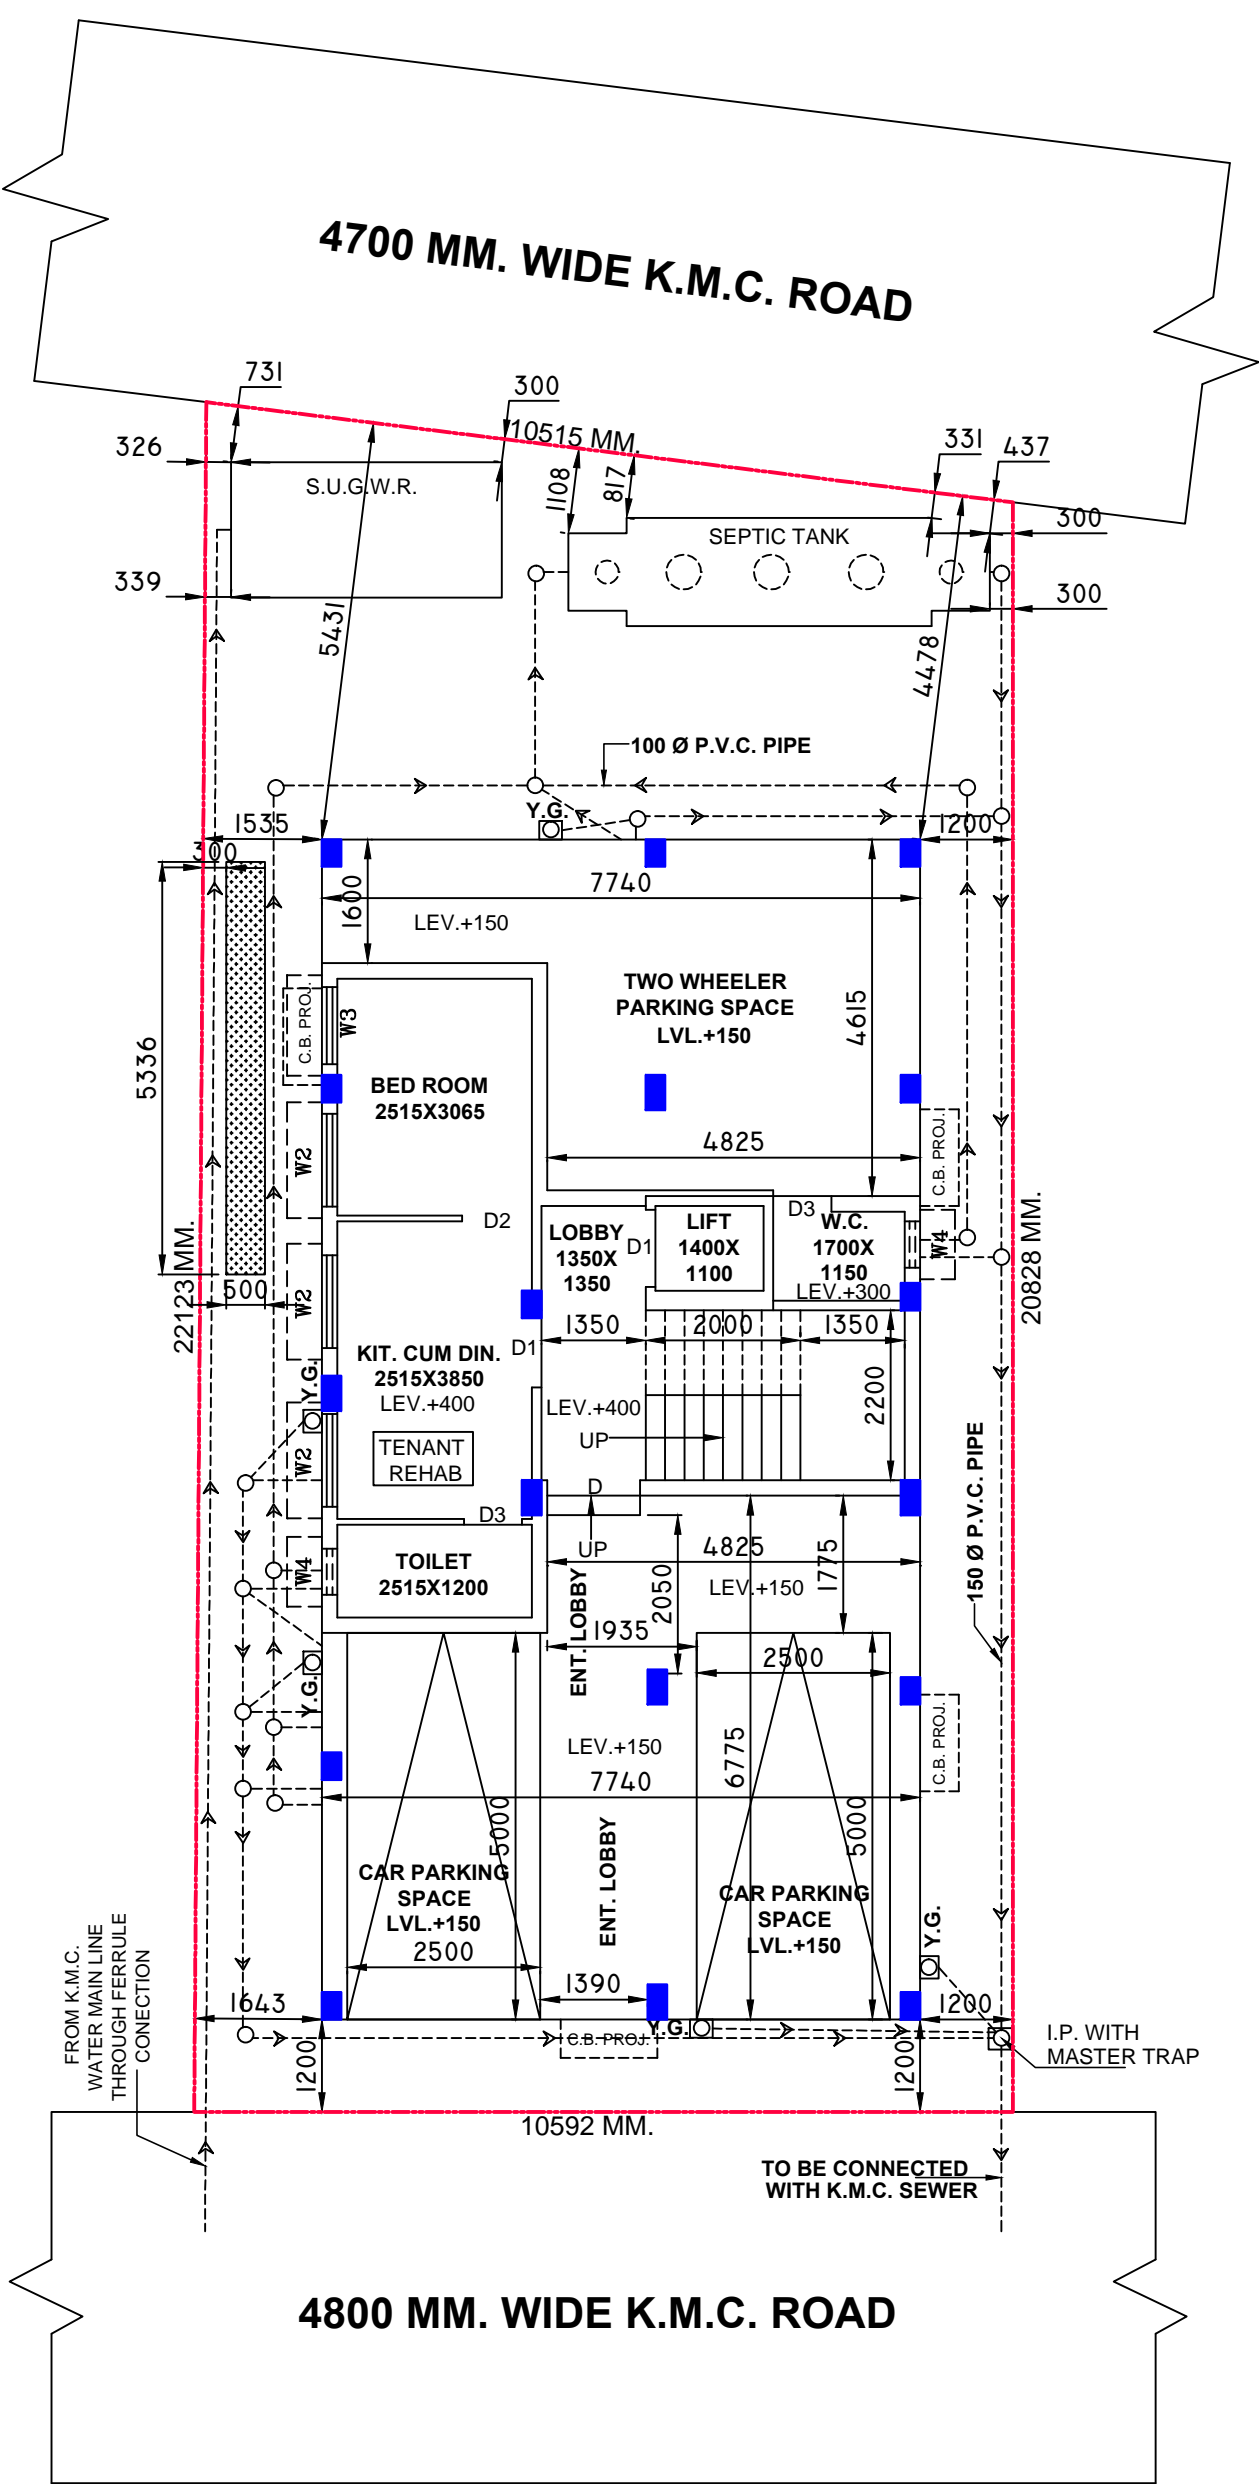 4700 MM. WIDE K.M.C. ROAD
731
300
10515 MM.
326
331
437
S.U.G.W.R.
1108
817
300
SEPTIC TANK
339
300
5431
4478
100 Ø P.V.C. PIPE
Y.G.
1535
1200
300
7740
1600
LEV.+150
TWO WHEELER
PARKING SPACE
LVL.+150
4615
C.B. PROJ.
W3
5336
BED ROOM
2515X3065
4825
C.B. PROJ.
W2
D2
D3
LOBBY
1350X
1350
D1
LIFT
1400X
1100
W.C.
1700X
1150
LEV.+300
W4
22123 MM.
20828 MM.
500
W2
1350
2000
1350
D1
KIT. CUM DIN.
2515X3850
LEV.+400
Y.G.
LEV.+400
2200
UP
TENANT
REHAB
W2
D
D3
150 Ø P.V.C. PIPE
UP
4825
1775
TOILET
2515X1200
W4
LEV.+150
2050
ENT. LOBBY
1935
2500
Y.G.
LEV.+150
6775
C.B. PROJ.
7740
5000
5000
ENT. LOBBY
CAR PARKING
SPACE
LVL.+150
CAR PARKING
SPACE
LVL.+150
2500
Y.G.
FROM K.M.C.
WATER MAIN LINE
THROUGH FERRULE
CONECTION
1390
1643
1200
Y.G.
C.B. PROJ.
I.P. WITH
MASTER TRAP
1200
1200
10592 MM.
TO BE CONNECTED
WITH K.M.C. SEWER
4800 MM. WIDE K.M.C. ROAD